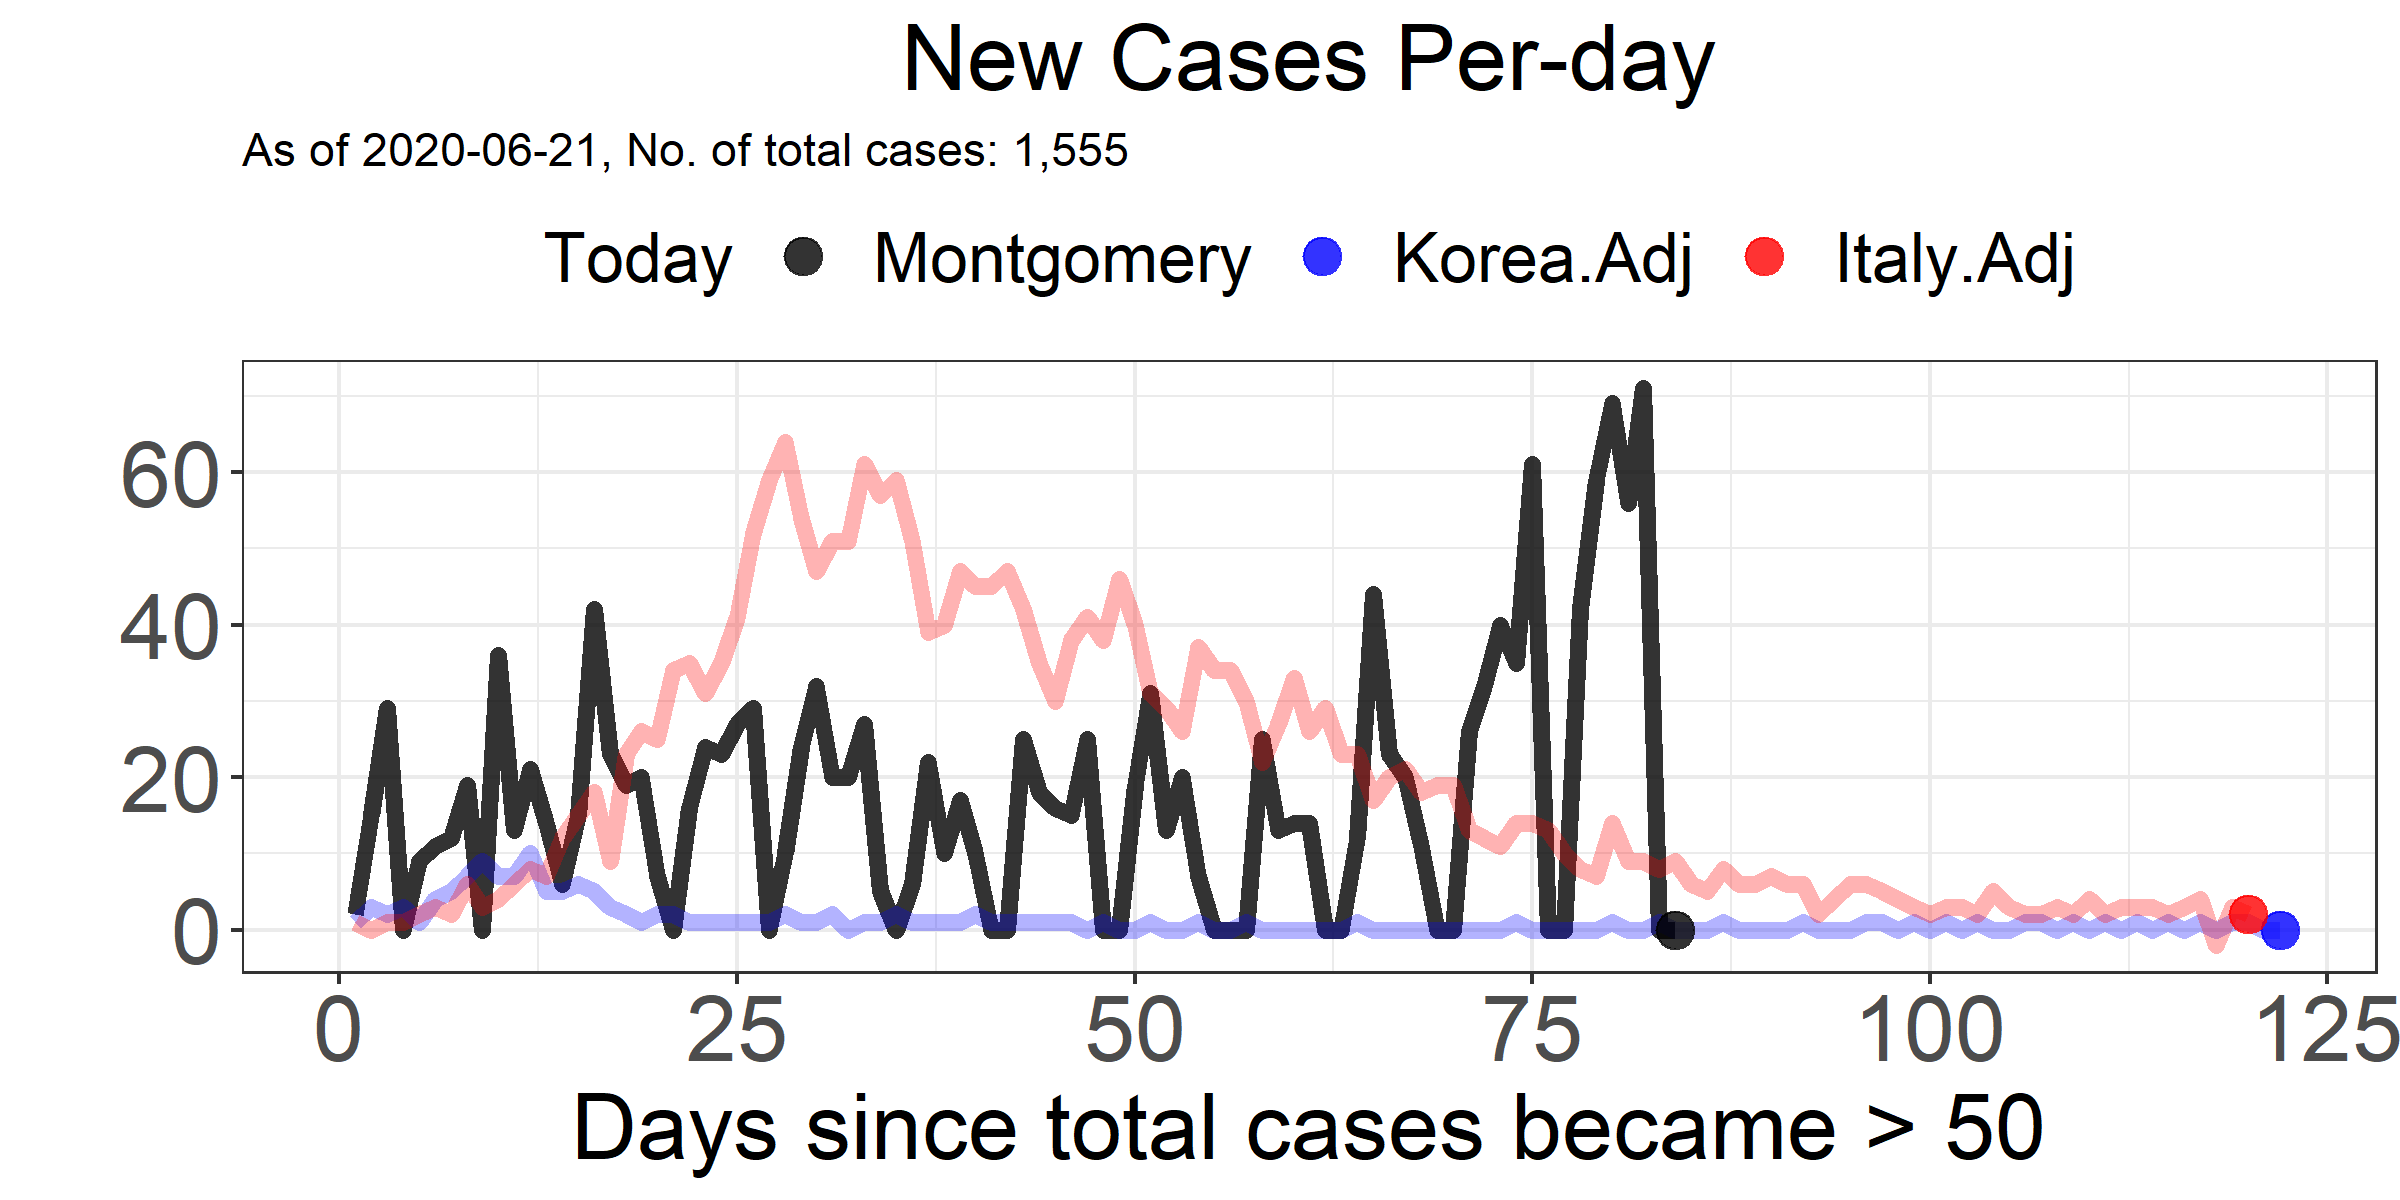 New Cases Per-day
As of 2020-06-21, No. of total cases: 1,555
Today Montgomery Korea.Adj Italy.Adj
60
40
20
0
0 25 50 75 100 125
Days since total cases became > 50